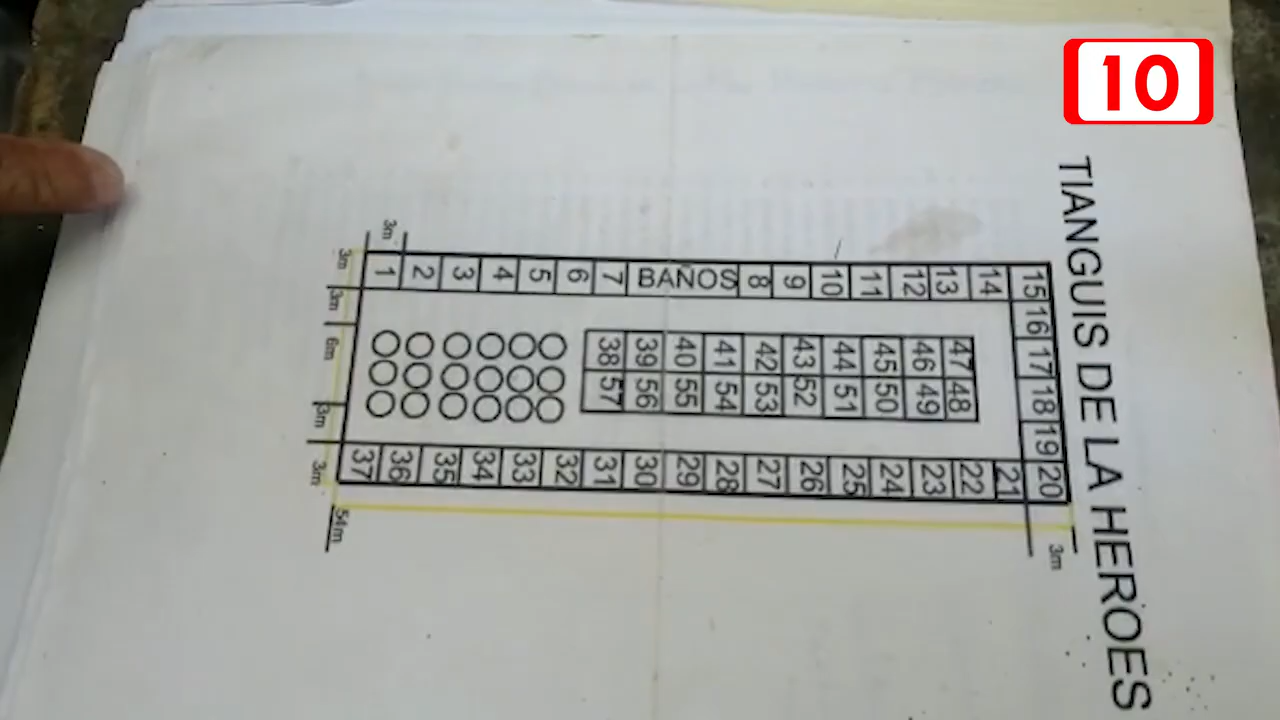 10
TIANGUIS DE LA HEROES
3m
3m 1 2 3 4 5 6 7 BAÑOS 8 9 10 11 12 13 14 15
3m
16
6m
38 39 40 41 42 43 44 45 46 47
17
57 56 55 54 53 52 51 50 49 48
18
3m
19
3m 37 36 35 34 33 32 31 30 29 28 27 26 25 24 23 22 21 20
54m
3m